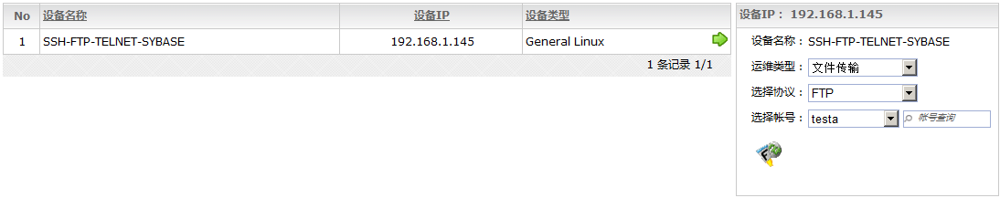 No 设备名称 设备IP 设备类型
1 SSH-FTP-TELNET-SYBASE 192.168.1.145 General Linux
1 条记录 1/1
设备IP： 192.168.1.145
设备名称： SSH-FTP-TELNET-SYBASE
运维类型： 文件传输
选择协议： FTP
选择帐号： testa 帐号查询